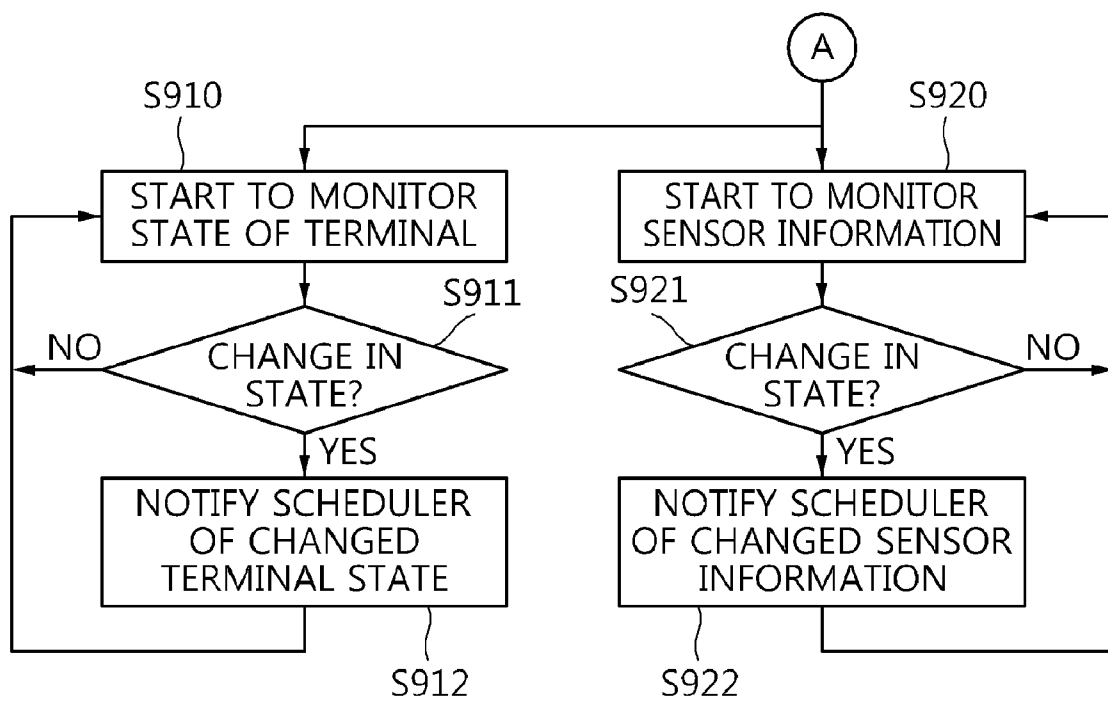 A
S910
S920
START TO MONITOR
STATE OF TERMINAL
START TO MONITOR
SENSOR INFORMATION
S911
S921
NO
CHANGE IN
STATE?
CHANGE IN
STATE?
NO
YES
YES
NOTIFY SCHEDULER
OF CHANGED
TERMINAL STATE
NOTIFY SCHEDULER
OF CHANGED SENSOR
INFORMATION
S912
S922